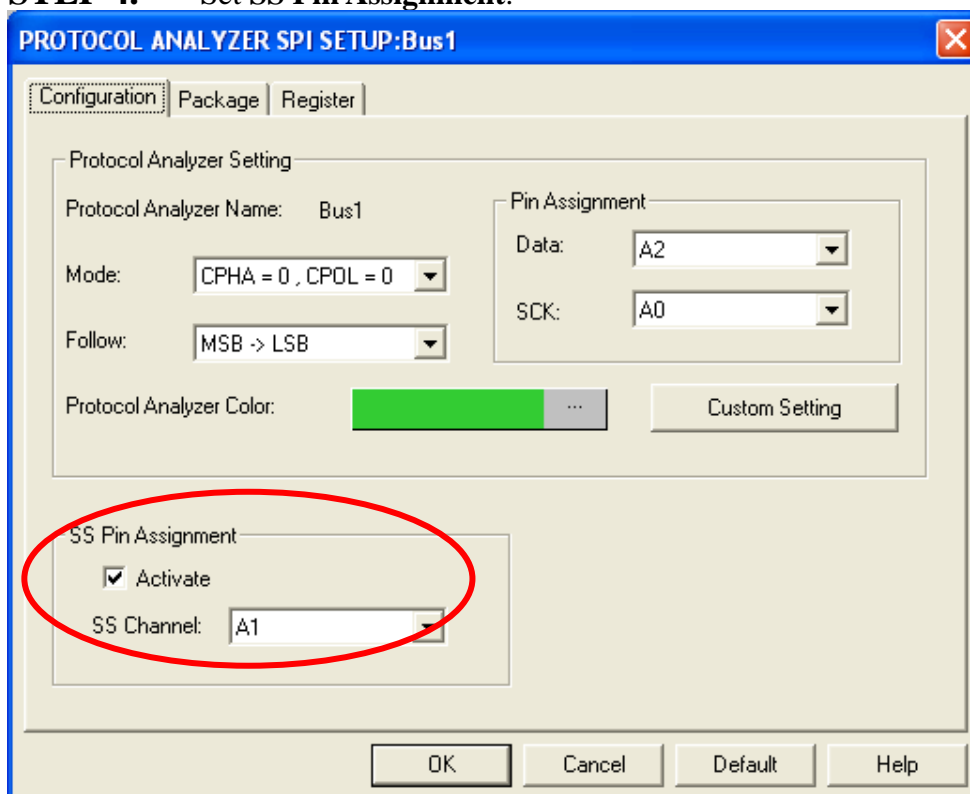 STEP 4. Set SS Pin Assignment.
PROTOCOL ANALYZER SPI SETUP:Bus1
Configuration Package Register
Protocol Analyzer Setting
Protocol Analyzer Name: Bus1
Mode: CPHA = 0 , CPOL = 0
Follow: MSB -> LSB
Protocol Analyzer Color: ... Custom Setting
Pin Assignment
Data: A2
SCK: A0
SS Pin Assignment
Activate
SS Channel: A1
OK Cancel Default Help